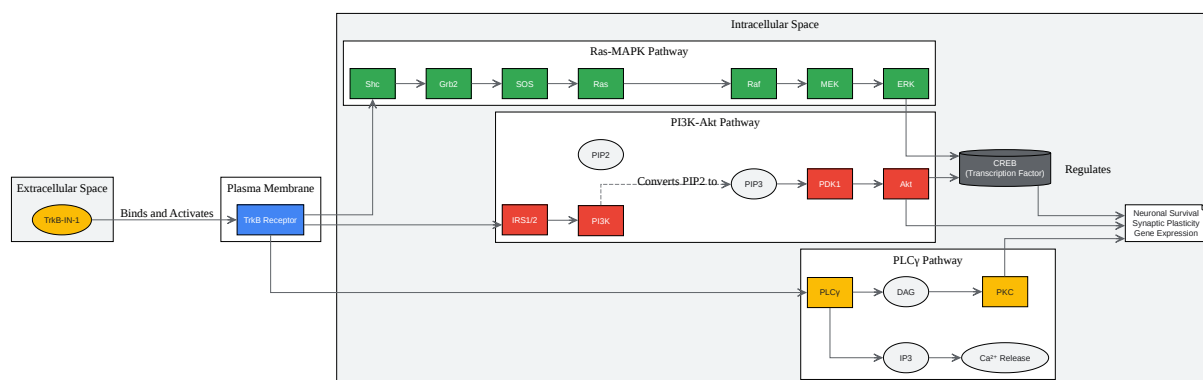 Intracellular Space
Ras-MAPK Pathway
Shc
Grb2
SOS
Ras
Raf
MEK
ERK
PI3K-Akt Pathway
PIP2
CREB
(Transcription Factor)
Regulates
Converts PIP2 to
PIP3
PDK1
Akt
Extracellular Space
TrkB-IN-1
Binds and Activates
Plasma Membrane
TrkB Receptor
IRS1/2
PI3K
Neuronal Survival
Synaptic Plasticity
Gene Expression
PLCγ Pathway
PLCγ
DAG
PKC
IP3
Ca²⁺ Release